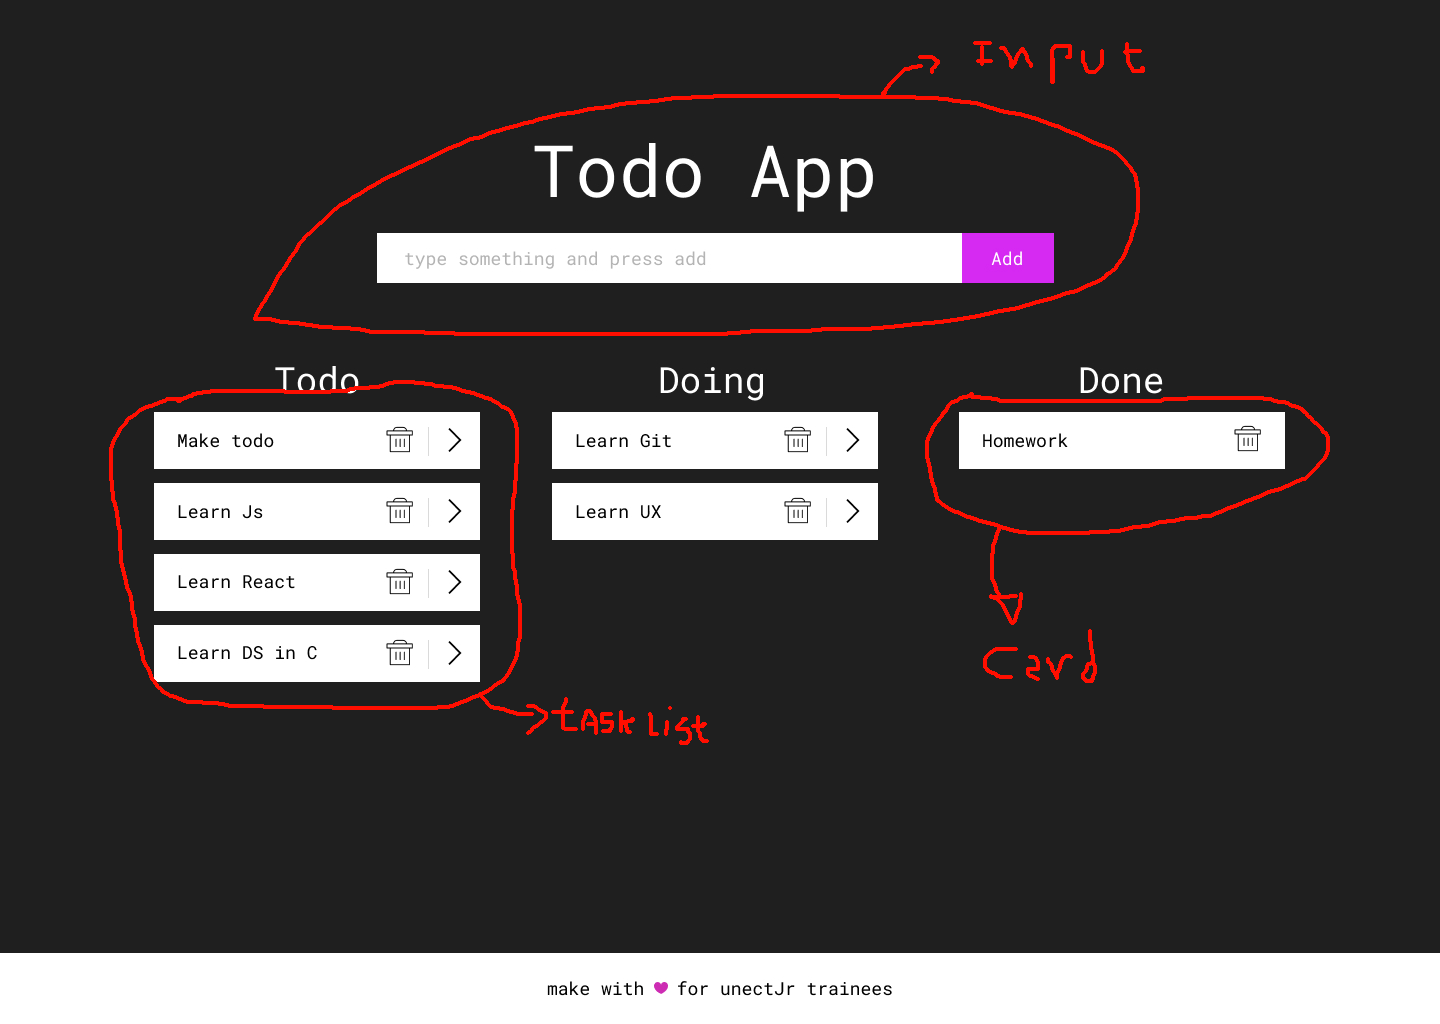 Input
Todo App
type something and press add Add
Todo Doing Done
Make todo Learn Git Homework
Learn Js Learn UX
Learn React
Learn DS in C
Card
task list
make with for unectJr trainees